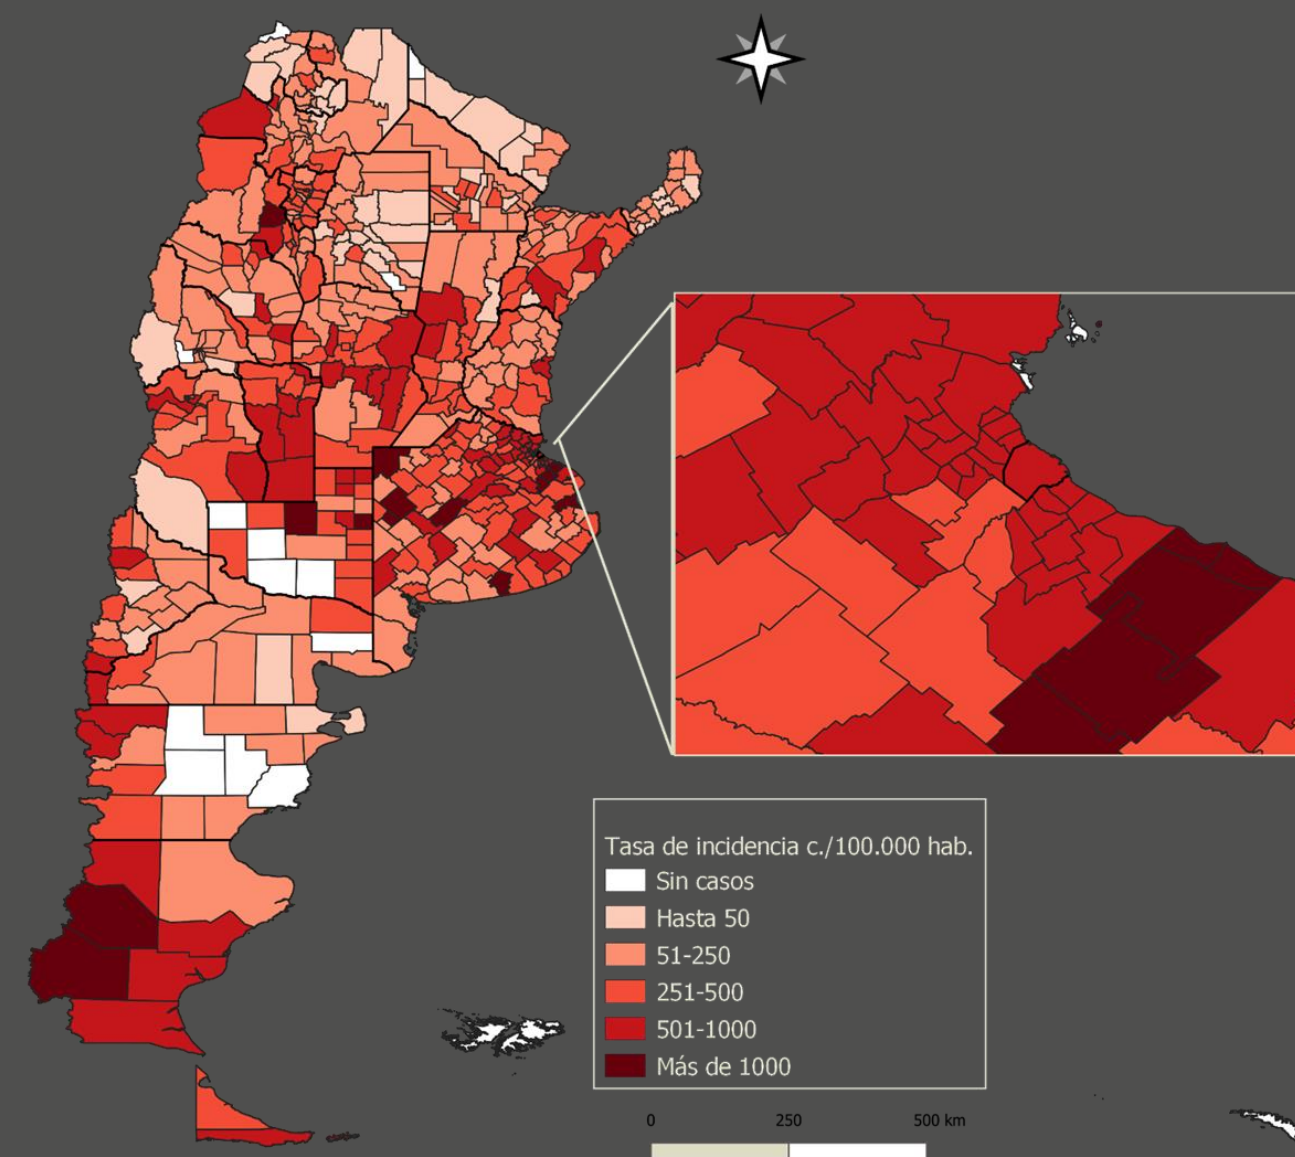 Tasa de incidencia c./100.000 hab.
Sin casos
Hasta 50
51-250
251-500
501-1000
Más de 1000
0 250 500 km